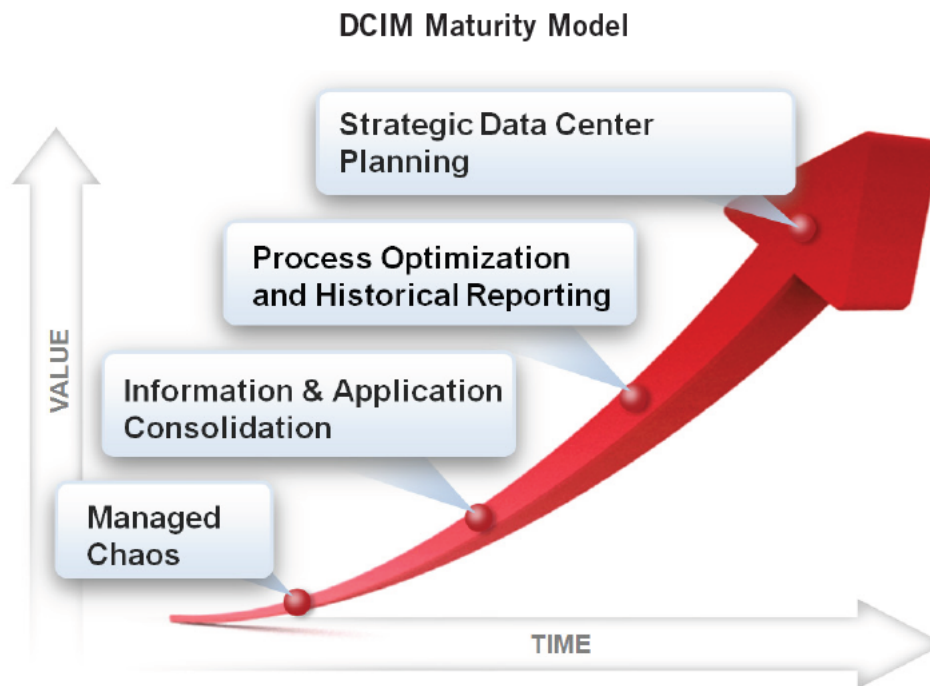 DCIM Maturity Model
Strategic Data Center
Planning
Process Optimization
and Historical Reporting
Information & Application
Consolidation
Managed
Chaos
VALUE
TIME